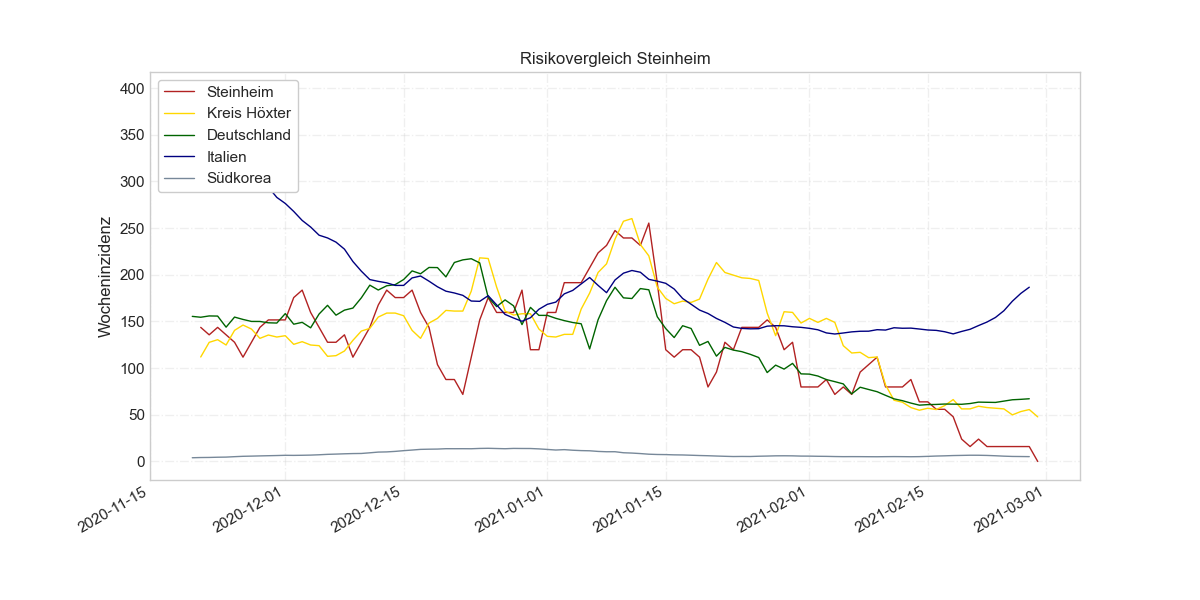 Risikovergleich Steinheim
Wocheninzidenz
400
350
300
250
200
150
100
50
0
Steinheim
Kreis Höxter
Deutschland
Italien
Südkorea
2020-11-15
2020-12-01
2020-12-15
2021-01-01
2021-01-15
2021-02-01
2021-02-15
2021-03-01